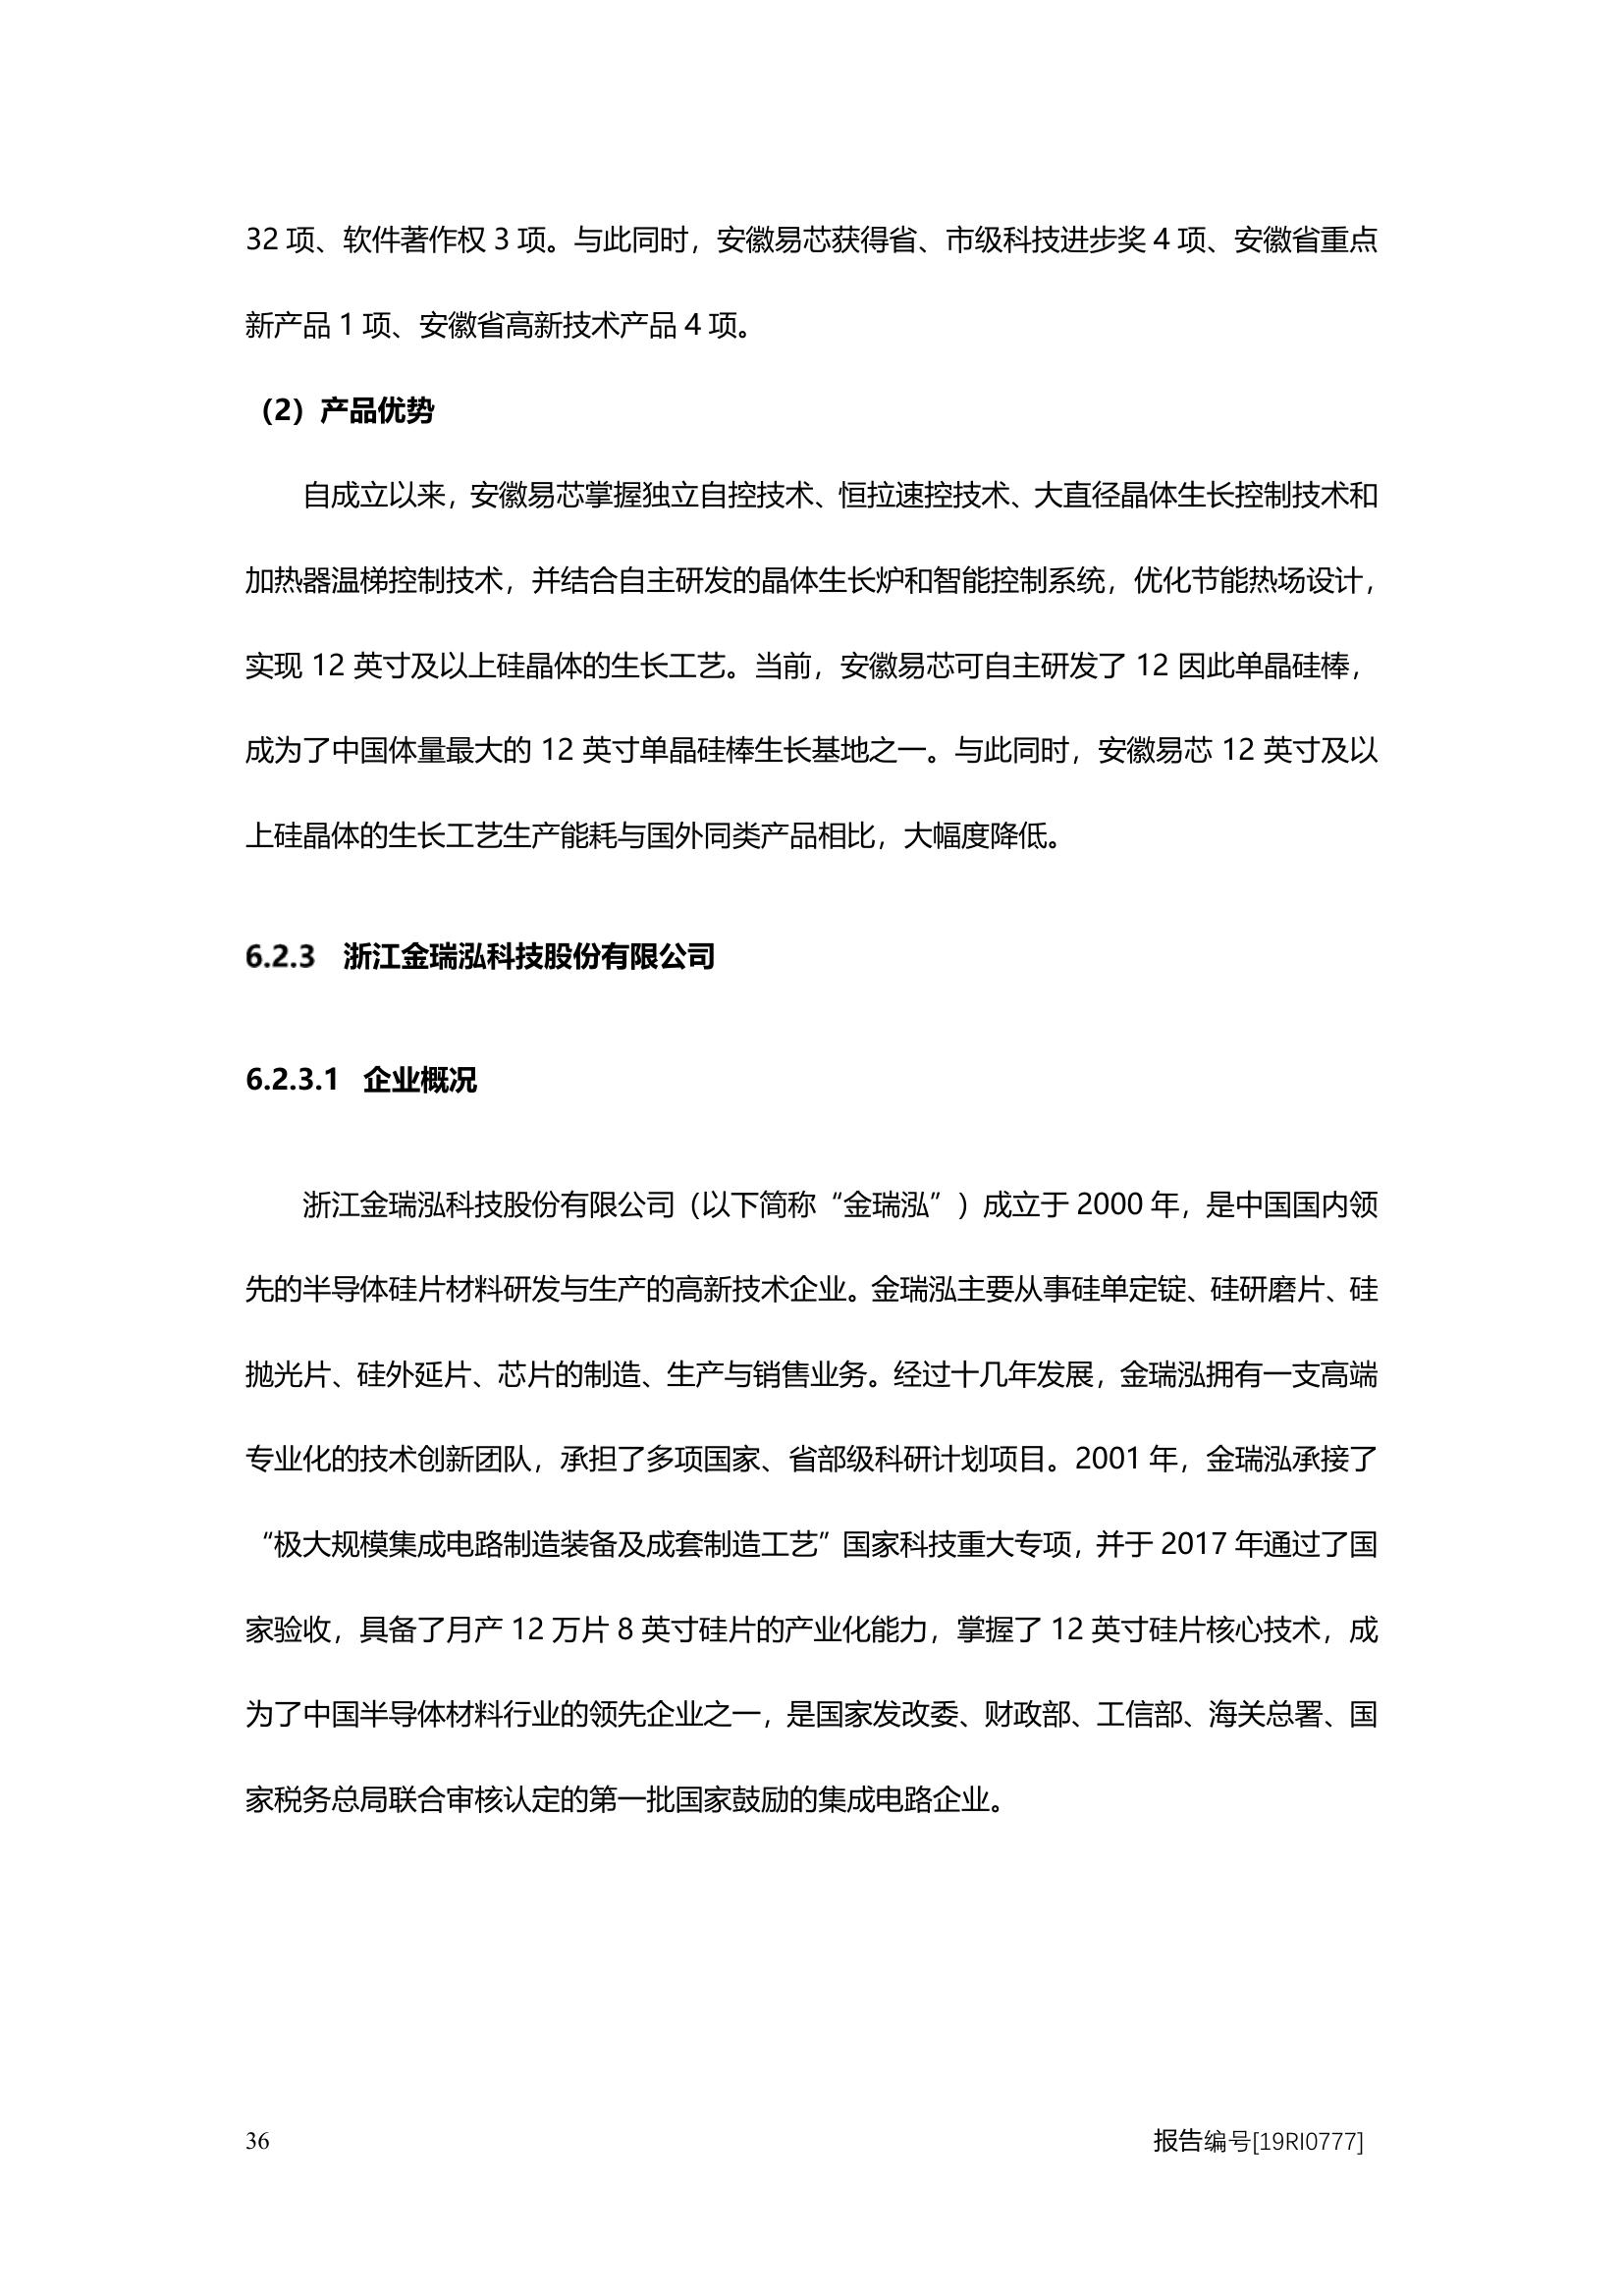 32 项、软件著作权 3 项。与此同时，安徽易芯获得省、市级科技进步奖 4 项、安徽省重点
新产品 1 项、安徽省高新技术产品 4 项。
（2）产品优势
自成立以来，安徽易芯掌握独立自控技术、恒拉速控技术、大直径晶体生长控制技术和
加热器温梯控制技术，并结合自主研发的晶体生长炉和智能控制系统，优化节能热场设计，
实现 12 英寸及以上硅晶体的生长工艺。当前，安徽易芯可自主研发了 12 因此单晶硅棒，
成为了中国体量最大的 12 英寸单晶硅棒生长基地之一。与此同时，安徽易芯 12 英寸及以
上硅晶体的生长工艺生产能耗与国外同类产品相比，大幅度降低。
6.2.3 浙江金瑞泓科技股份有限公司
6.2.3.1 企业概况
浙江金瑞泓科技股份有限公司（以下简称“金瑞泓”）成立于 2000 年，是中国国内领
先的半导体硅片材料研发与生产的高新技术企业。金瑞泓主要从事硅单定锭、硅研磨片、硅
抛光片、硅外延片、芯片的制造、生产与销售业务。经过十几年发展，金瑞泓拥有一支高端
专业化的技术创新团队，承担了多项国家、省部级科研计划项目。2001 年，金瑞泓承接了
“极大规模集成电路制造装备及成套制造工艺”国家科技重大专项，并于 2017 年通过了国
家验收，具备了月产 12 万片 8 英寸硅片的产业化能力，掌握了 12 英寸硅片核心技术，成
为了中国半导体材料行业的领先企业之一，是国家发改委、财政部、工信部、海关总署、国
家税务总局联合审核认定的第一批国家鼓励的集成电路企业。
36 报告编号[19RI0777]